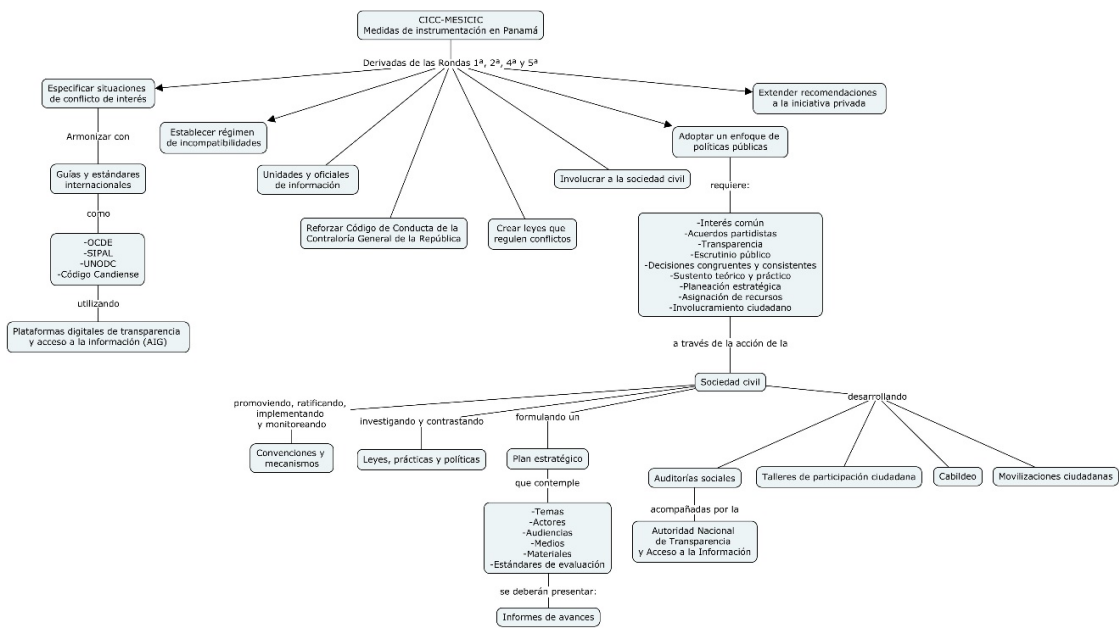 CICC-MESICIC
Medidas de instrumentación en Panamá
Derivadas de las Rondas 1ª, 2ª, 4ª y 5ª
Especificar situaciones
de conflicto de interés
Armonizar con
Guías y estándares
internacionales
como
-OCDE
-SIPAL
-UNODC
-Código Candiense
utilizando
Plataformas digitales de transparencia
y acceso a la información (AIG)
Establecer régimen
de incompatibilidades
Unidades y oficiales
de información
Reforzar Código de Conducta de la
Contraloría General de la República
Crear leyes que
regulen conflictos
Involucrar a la sociedad civil
Adoptar un enfoque de
políticas públicas
Extender recomendaciones
a la iniciativa privada
requiere:
-Interés común
-Acuerdos partidistas
-Transparencia
-Escrutinio público
-Decisiones congruentes y consistentes
-Sustento teórico y práctico
-Planeación estratégica
-Asignación de recursos
-Involucramiento ciudadano
a través de la acción de la
Sociedad civil
promoviendo, ratificando,
implementando
y monitoreando
Convenciones y
mecanismos
investigando y contrastando
Leyes, prácticas y políticas
formulando un
Plan estratégico
que contemple
-Temas
-Actores
-Audiencias
-Medios
-Materiales
-Estándares de evaluación
se deberán presentar:
Informes de avances
desarrollando
Auditorías sociales
acompañadas por la
Autoridad Nacional
de Transparencia
y Acceso a la Información
Talleres de participación ciudadana
Cabildeo
Movilizaciones ciudadanas